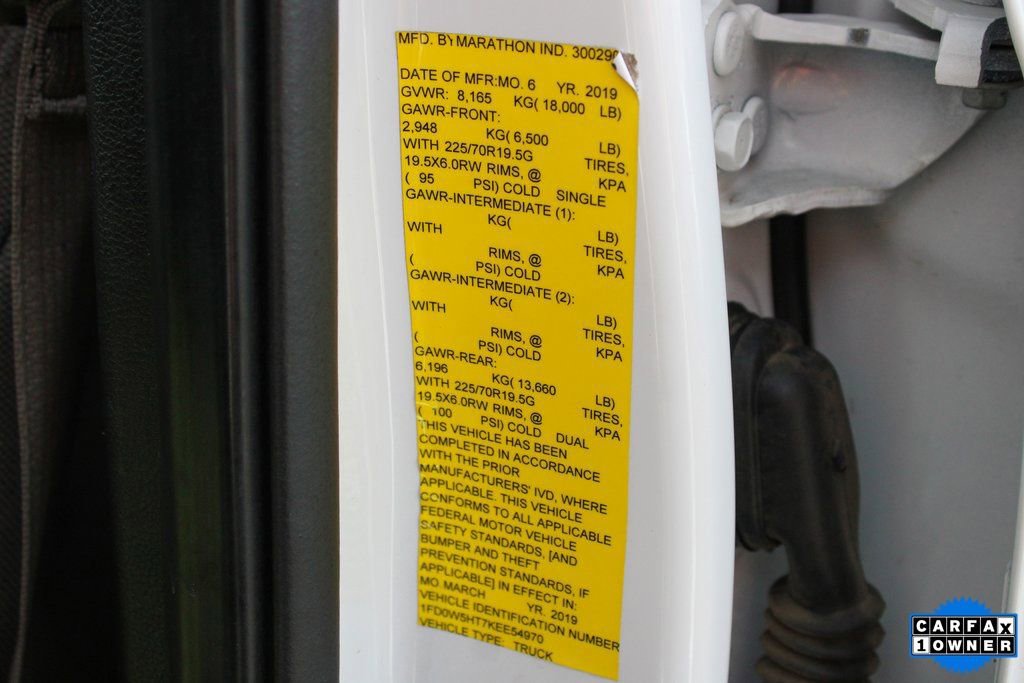 MFD. BY MARATHON IND. 300290
DATE OF MFR:MO. 6 YR. 2019
GVWR: 8,165 KG( 18,000 LB)
GAWR-FRONT:
2,948 KG( 6,500 LB)
WITH 225/70R19.5G TIRES,
19.5X6.0RW RIMS, @ KPA
( 95 PSI) COLD SINGLE
GAWR-INTERMEDIATE (1):
KG( LB)
WITH TIRES,
RIMS, @ KPA
( PSI) COLD
GAWR-INTERMEDIATE (2):
KG( LB)
WITH TIRES,
RIMS, @ KPA
( PSI) COLD
GAWR-REAR:
6,196 KG( 13,660 LB)
WITH 225/70R19.5G TIRES,
19.5X6.0RW RIMS, @ KPA
( 100 PSI) COLD DUAL
THIS VEHICLE HAS BEEN
COMPLETED IN ACCORDANCE
WITH THE PRIOR
MANUFACTURERS' IVD, WHERE
APPLICABLE. THIS VEHICLE
CONFORMS TO ALL APPLICABLE
FEDERAL MOTOR VEHICLE
SAFETY STANDARDS, [AND
BUMPER AND THEFT
PREVENTION STANDARDS, IF
APPLICABLE] IN EFFECT IN:
MO MARCH YR. 2019
VEHICLE IDENTIFICATION NUMBER
1FD0W5HT7KEE54970
VEHICLE TYPE: TRUCK
CARFAX
1 OWNER